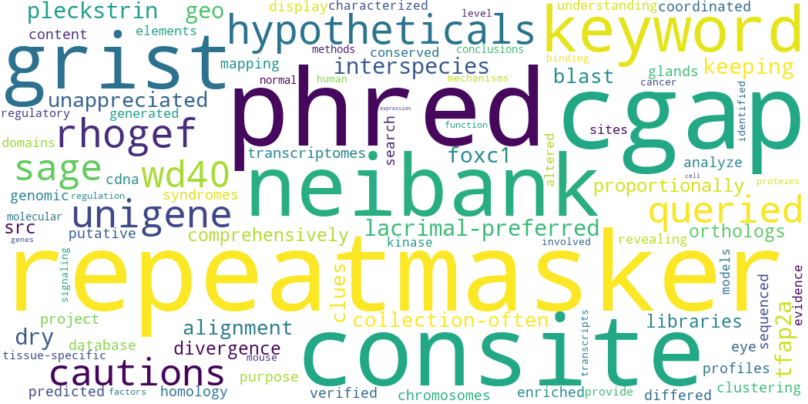 pleckstrin geo display characterized understanding coordinated
content elements hypotheticals level keyword
grist mapping methods conserved conclusions binding
interspecies blast glands keeping
unappreciated normal human mechanisms cancer
regulatory generated phred expression cgap identified
domains rhogef search function sites
transcriptomes foxc1 altered analyze
sage cdna wd40 neibank proportionally cell proteins
genomic regulation syndromes
molecular unigene lacrimal-preferred queried
src putative comprehensively kinase involved revealing orthologs
genes
signaling repeatmasker clues models sequenced evidence
project collection-often transcripts libraries tfap2a
dry database alignment consite eye
tissue-specific mouse divergence profiles
cautions purpose clustering
predicted factors homology verified chromosomes enriched provide differed